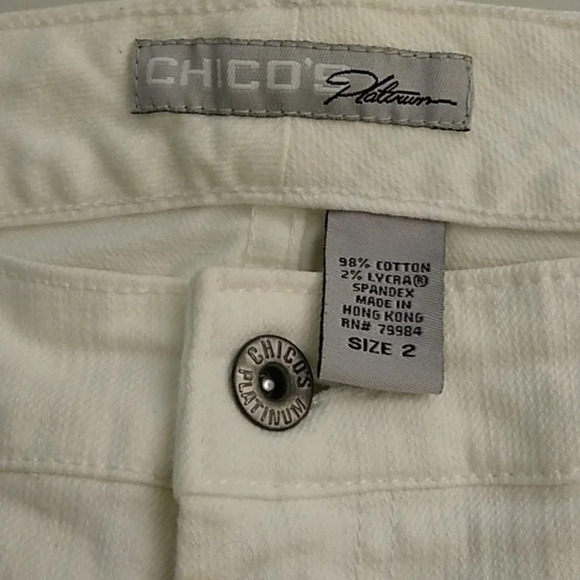 CHICO'S Platinum
98% COTTON
2% LYCRA®
SPANDEX
MADE IN
HONG KONG
RN# 79984
SIZE 2
CHICO'S
PLATINUM